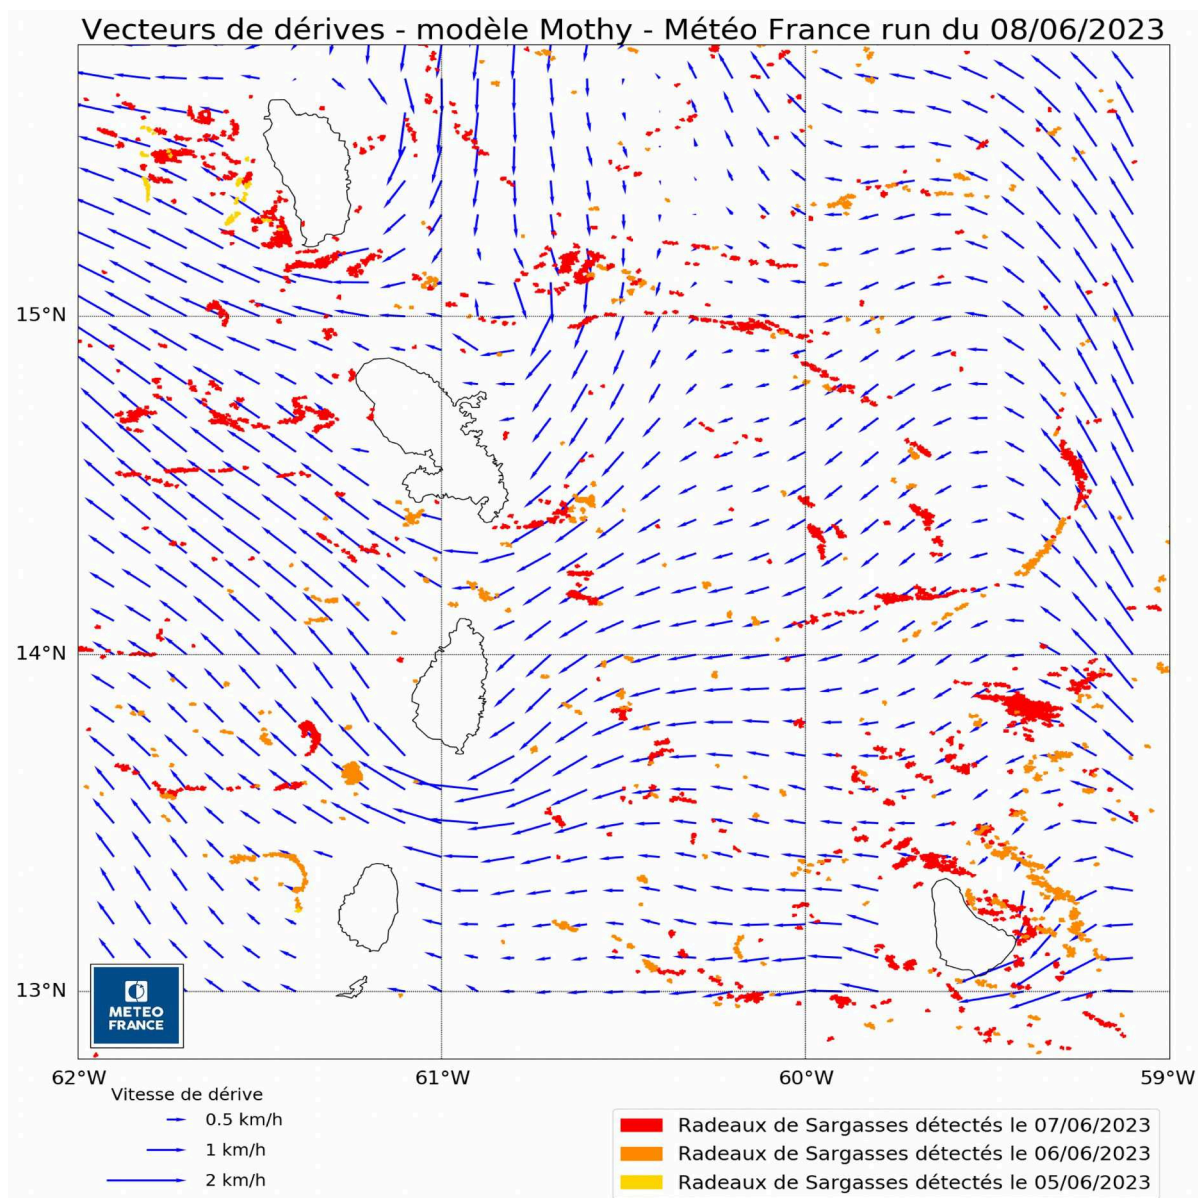 Vecteurs de dérives - modèle Mothy - Météo France run du 08/06/2023
15°N
14°N
13°N
METEO
FRANCE
62°W
61°W
60°W
59°W
Vitesse de dérive
0.5 km/h
1 km/h
2 km/h
Radeaux de Sargasses détectés le 07/06/2023
Radeaux de Sargasses détectés le 06/06/2023
Radeaux de Sargasses détectés le 05/06/2023